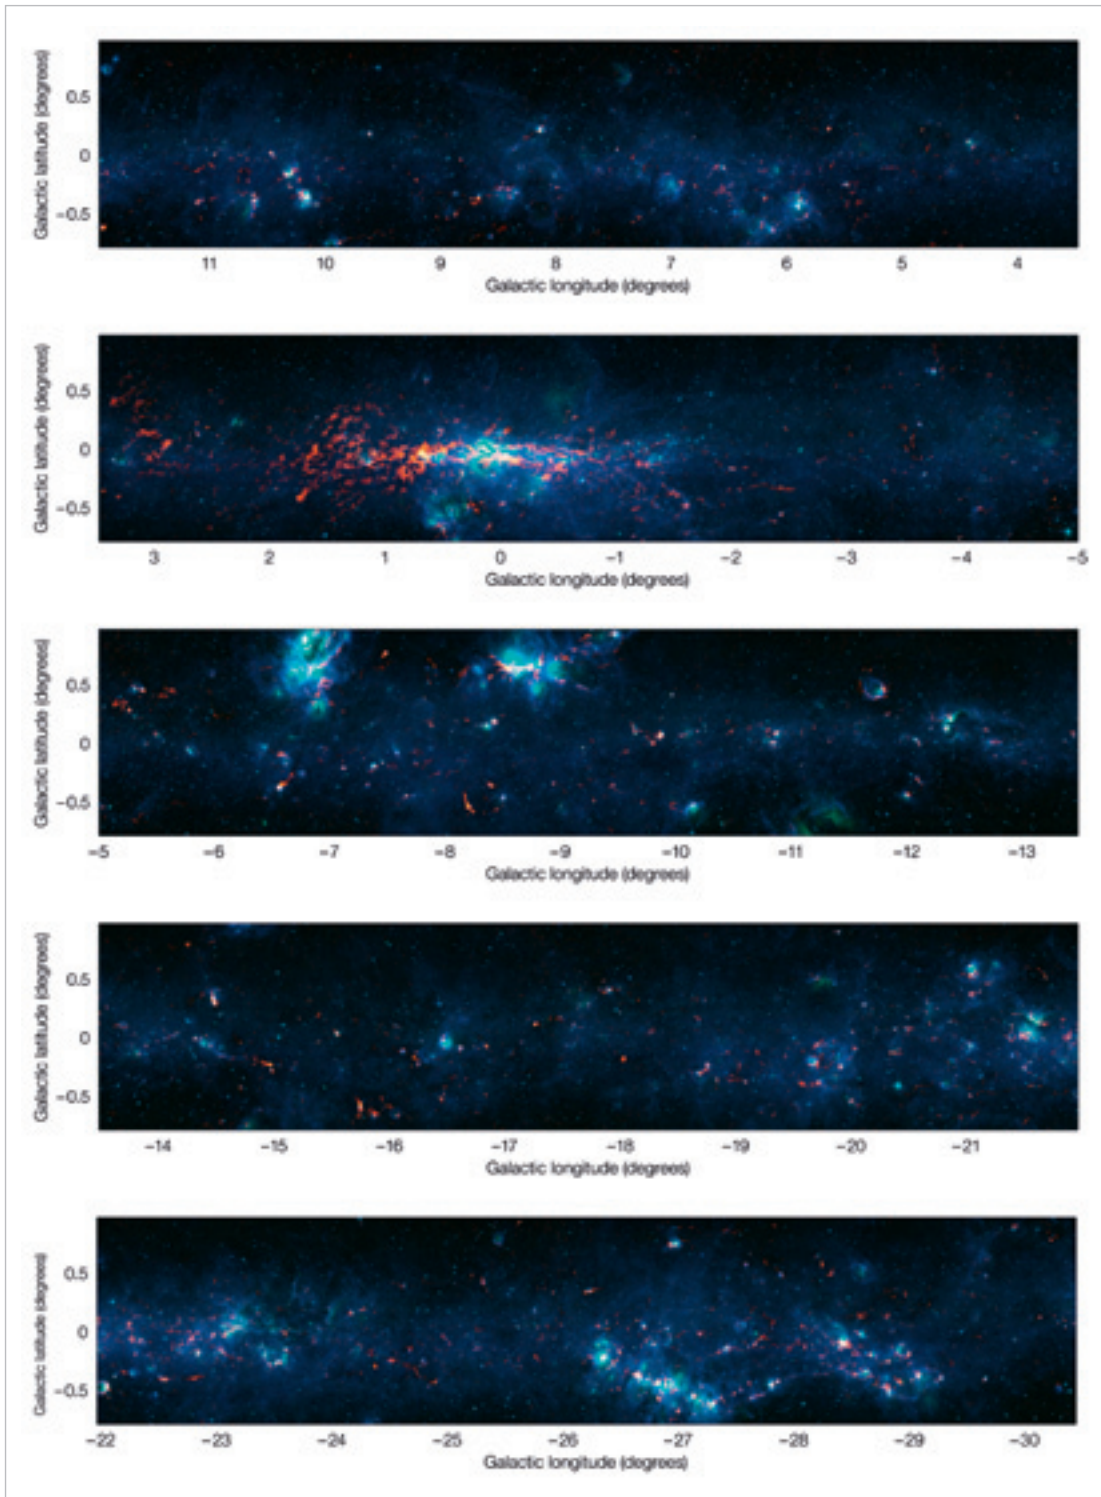 Galactic latitude (degrees)
0.5
0
−0.5
11 10 9 8 7 6 5 4
Galactic longitude (degrees)
Galactic latitude (degrees)
0.5
0
−0.5
3 2 1 0 −1 −2 −3 −4 −5
Galactic longitude (degrees)
Galactic latitude (degrees)
0.5
0
−0.5
−5 −6 −7 −8 −9 −10 −11 −12 −13
Galactic longitude (degrees)
Galactic latitude (degrees)
0.5
0
−0.5
−14 −15 −16 −17 −18 −19 −20 −21
Galactic longitude (degrees)
Galactic latitude (degrees)
0.5
0
−0.5
−22 −23 −24 −25 −26 −27 −28 −29 −30
Galactic longitude (degrees)